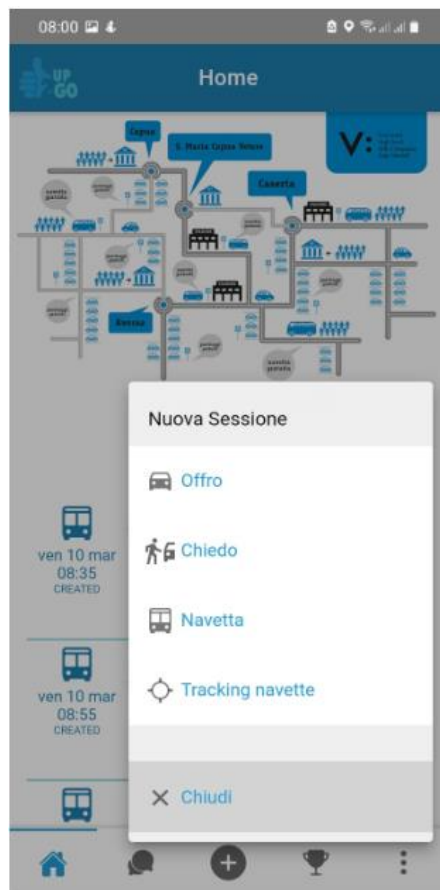 08:00
UP
GO
Home
Capua
S. Maria Capua Vetere
V:
Caserta
Aversa
Nuova Sessione
Offro
ven 10 mar
08:35
CREATED
Chiedo
Navetta
ven 10 mar
08:55
CREATED
Tracking navette
Chiudi